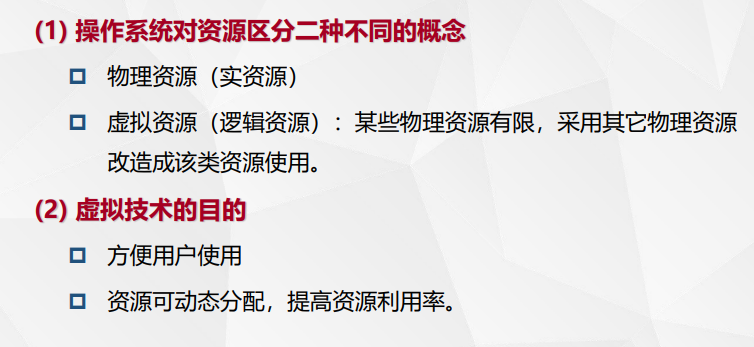 (1) 操作系统对资源区分二种不同的概念
物理资源（实资源）
虚拟资源（逻辑资源）：某些物理资源有限，采用其它物理资源
改造成该类资源使用。
(2) 虚拟技术的目的
方便用户使用
资源可动态分配，提高资源利用率。